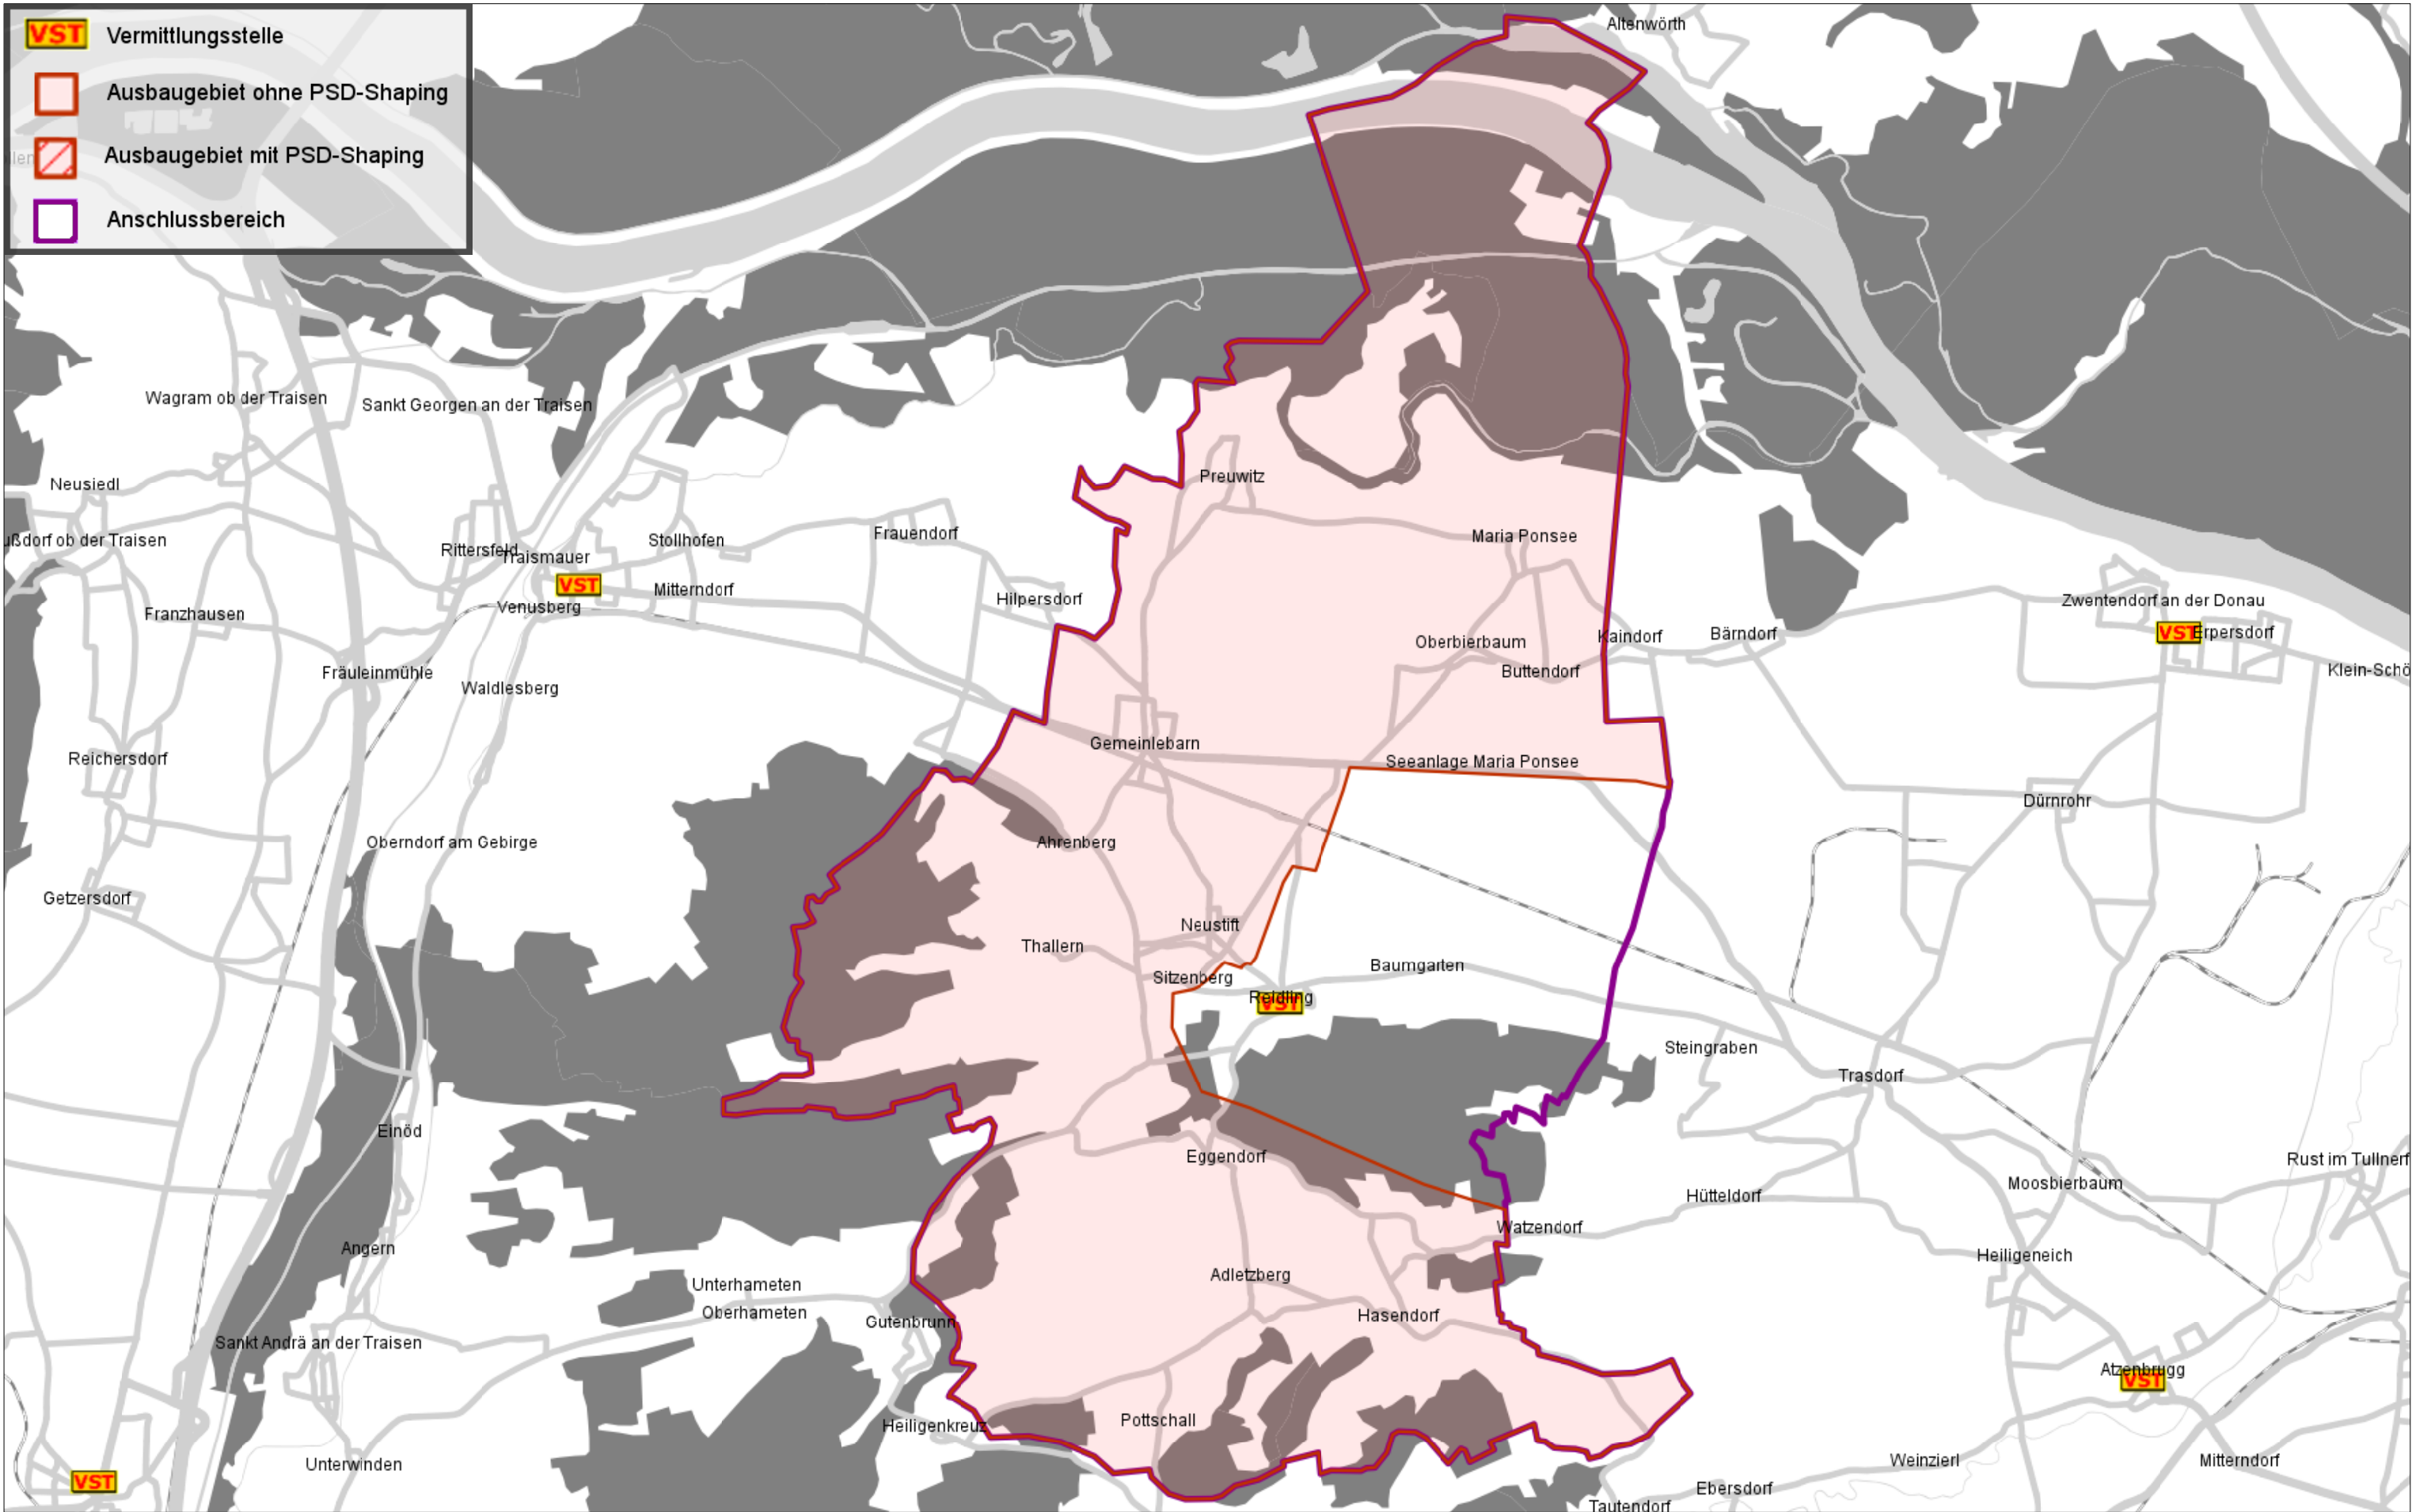 VST Vermittlungsstelle
Ausbaugebiet ohne PSD-Shaping
Ausbaugebiet mit PSD-Shaping
Anschlussbereich
Altenwörth
Wagram ob der Traisen
Sankt Georgen an der Traisen
Preuwitz
Neusiedl
Maria Ponsee
Frauendorf
Stollhofen
ußdorf ob der Traisen
Rittersfeld
Traismauer
VST
Mitterndorf
Hilpersdorf
Zwentendorf an der Donau
Venusberg
Franzhausen
VST
Erpersdorf
Bärndorf
Kaindorf
Oberbierbaum
Buttendorf
Klein-Schö
Fräuleinmühle
Waldlesberg
Gemeinlebarn
Reichersdorf
Seeanlage Maria Ponsee
Dürnrohr
Oberndorf am Gebirge
Ahrenberg
Getzersdorf
Neustift
Thallern
Baumgarten
Sitzenberg
Reidling
VST
Steingraben
Trasdorf
Einöd
Eggendorf
Rust im Tullnerf
Moosbierbaum
Hütteldorf
Watzendorf
Angern
Heiligeneich
Adletzberg
Unterhameten
Oberhameten
Hasendorf
Gutenbrunn
Sankt Andrä an der Traisen
Atzenbrugg
VST
Pottschall
Heiligenkreuz
Unterwinden
Weinzierl
Mitterndorf
VST
Ebersdorf
Tautendorf